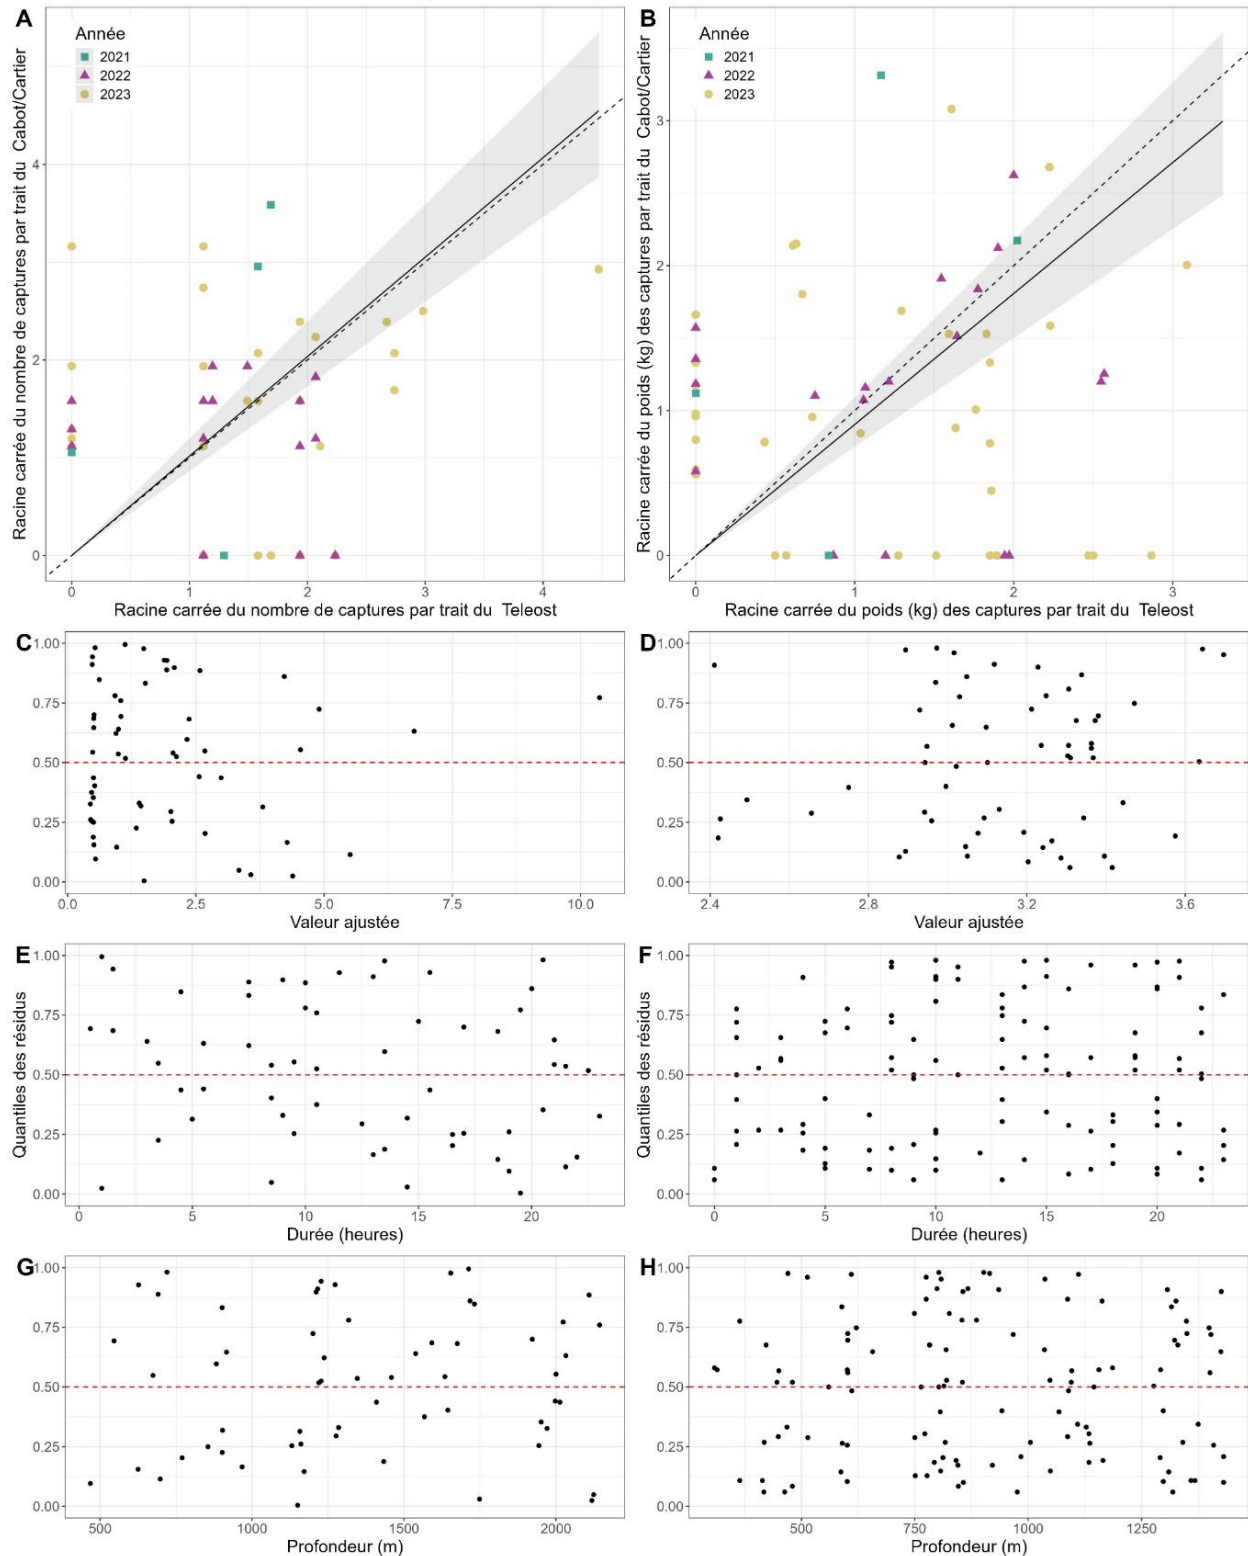 A
Année
2021
2022
2023
Racine carrée du nombre de captures par trait du Cabot/Cartier
4
2
0
0 1 2 3 4
Racine carrée du nombre de captures par trait du Teleost
B
Année
2021
2022
2023
Racine carrée du poids (kg) des captures par trait du Cabot/Cartier
3
2
1
0
0 1 2 3
Racine carrée du poids (kg) des captures par trait du Teleost
C
1.00
0.75
0.50
0.25
0.00
0.0 2.5 5.0 7.5 10.0
Valeur ajustée
D
1.00
0.75
0.50
0.25
0.00
2.4 2.8 3.2 3.6
Valeur ajustée
E
Quantiles des résidus
1.00
0.75
0.50
0.25
0.00
0 5 10 15 20
Durée (heures)
F
Quantiles des résidus
1.00
0.75
0.50
0.25
0.00
0 5 10 15 20
Durée (heures)
G
1.00
0.75
0.50
0.25
0.00
500 1000 1500 2000
Profondeur (m)
H
1.00
0.75
0.50
0.25
0.00
500 750 1000 1250
Profondeur (m)